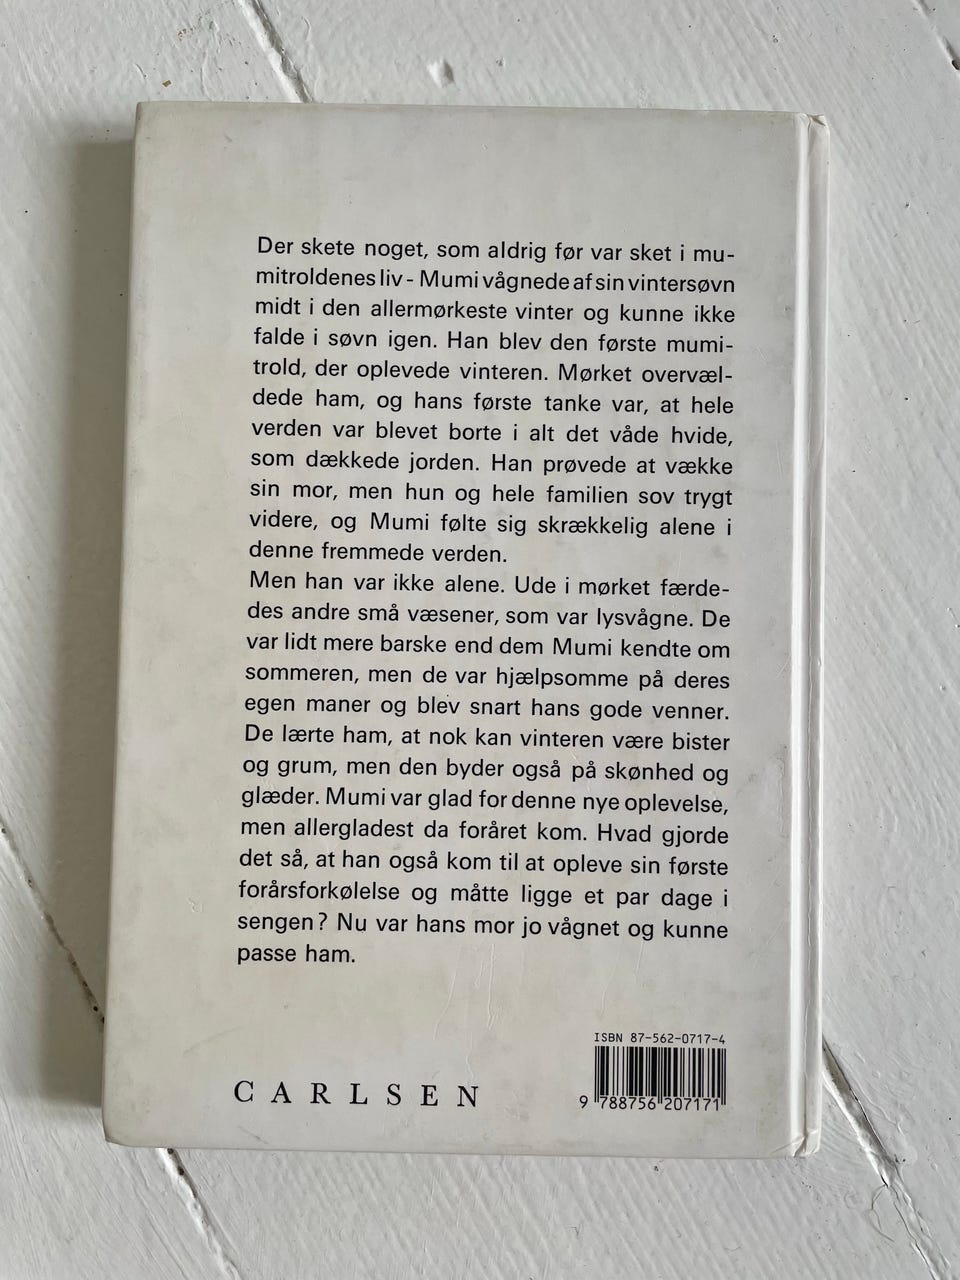 Der skete noget, som aldrig før var sket i mu-
mitroldenes liv - Mumi vågnede af sin vintersøvn
midt i den allermørkeste vinter og kunne ikke
falde i søvn igen. Han blev den første mumi-
trold, der oplevede vinteren. Mørket overvæl-
dede ham, og hans første tanke var, at hele
verden var blevet borte i alt det våde hvide,
som dækkede jorden. Han prøvede at vække
sin mor, men hun og hele familien sov trygt
videre, og Mumi følte sig skrækkelig alene i
denne fremmede verden.
Men han var ikke alene. Ude i mørket færde-
des andre små væsener, som var lysvågne. De
var lidt mere barske end dem Mumi kendte om
sommeren, men de var hjælpsomme på deres
egen maner og blev snart hans gode venner.
De lærte ham, at nok kan vinteren være bister
og grum, men den byder også på skønhed og
glæder. Mumi var glad for denne nye oplevelse,
men allergladest da foråret kom. Hvad gjorde
det så, at han også kom til at opleve sin første
forårsforkølelse og måtte ligge et par dage i
sengen? Nu var hans mor jo vågnet og kunne
passe ham.
ISBN 87-562-0717-4
CARLSEN
9 788756 207171